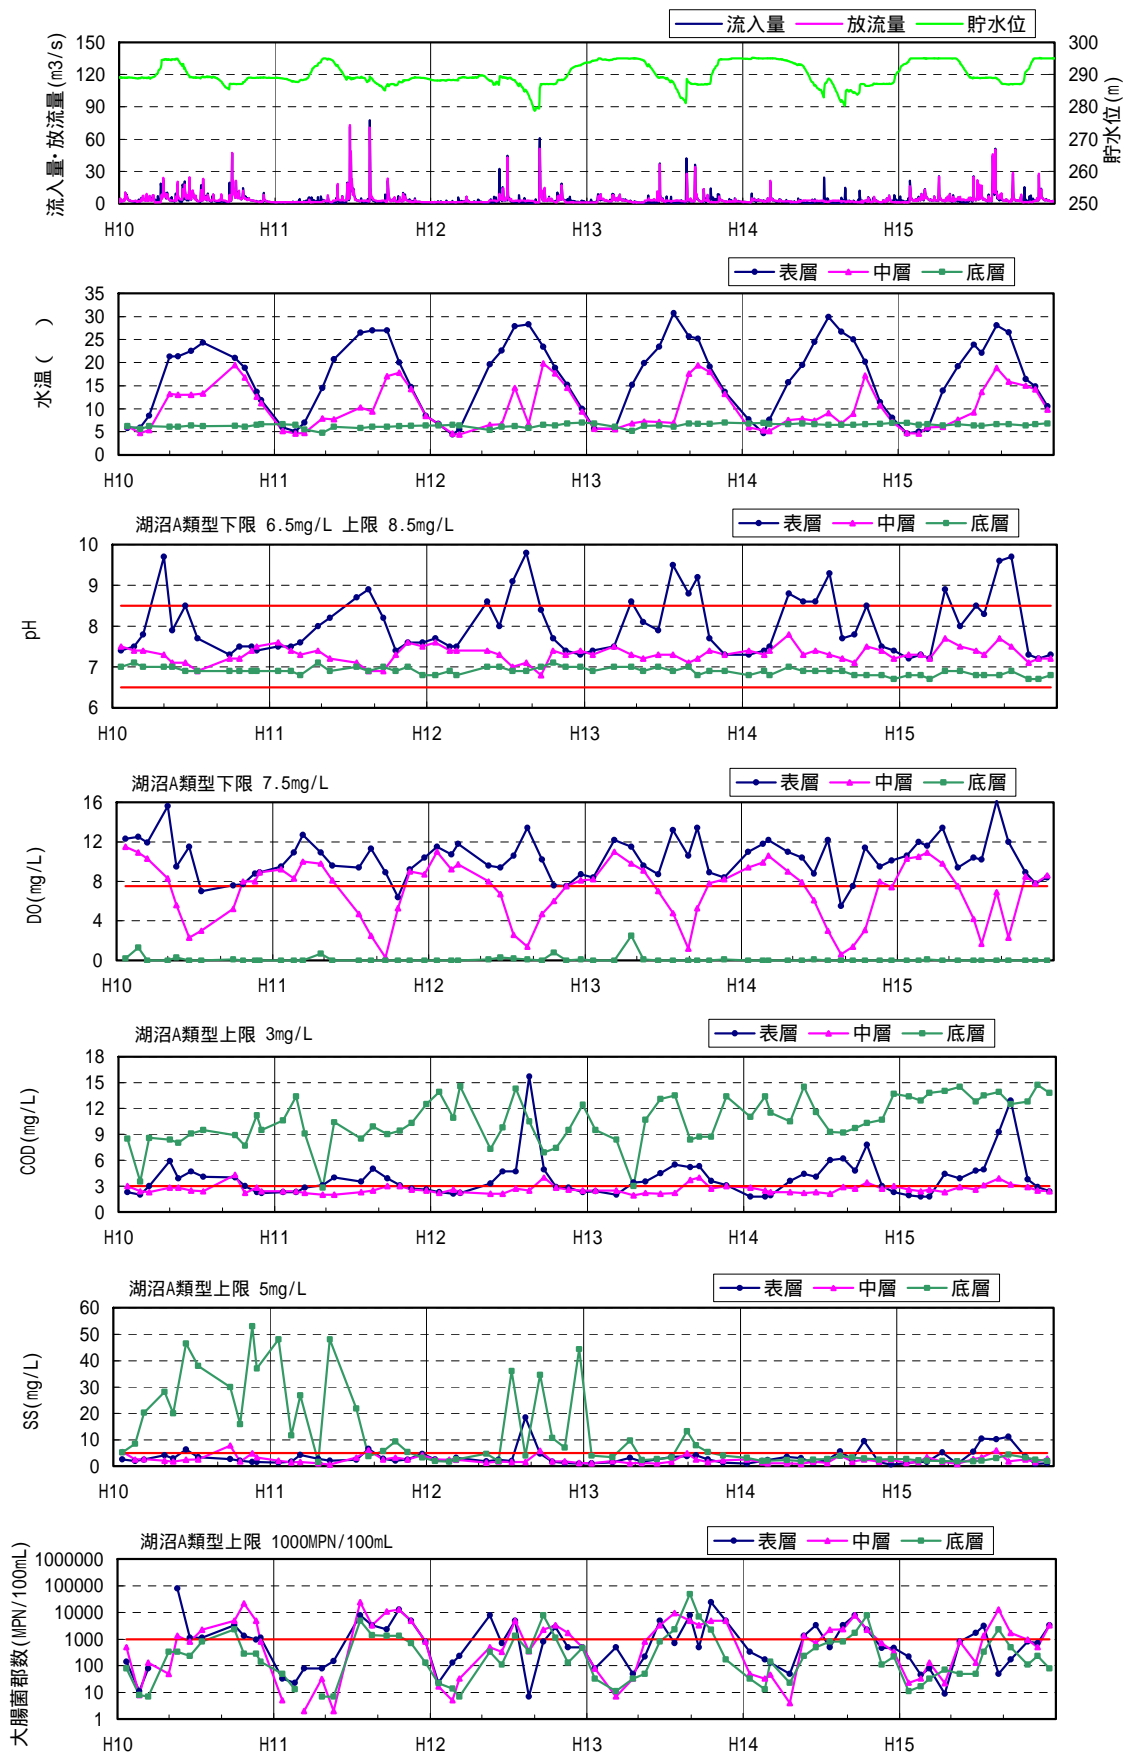 流入量 放流量 貯水位
流入量・放流量(m3/s)
150
120
90
60
30
0
300
290
280
270
260
250
貯水位(m)
H10 H11 H12 H13 H14 H15
表層 中層 底層
水温( )
35
30
25
20
15
10
5
0
H10 H11 H12 H13 H14 H15
湖沼A類型下限 6.5mg/L 上限 8.5mg/L
表層 中層 底層
pH
10
9
8
7
6
H10 H11 H12 H13 H14 H15
湖沼A類型下限 7.5mg/L
表層 中層 底層
DO(mg/L)
16
12
8
4
0
H10 H11 H12 H13 H14 H15
湖沼A類型上限 3mg/L
表層 中層 底層
COD(mg/L)
18
15
12
9
6
3
0
H10 H11 H12 H13 H14 H15
湖沼A類型上限 5mg/L
表層 中層 底層
SS(mg/L)
60
50
40
30
20
10
0
H10 H11 H12 H13 H14 H15
湖沼A類型上限 1000MPN/100mL
表層 中層 底層
大腸菌郡数(MPN/100mL)
1000000
100000
10000
1000
100
10
1
H10 H11 H12 H13 H14 H15